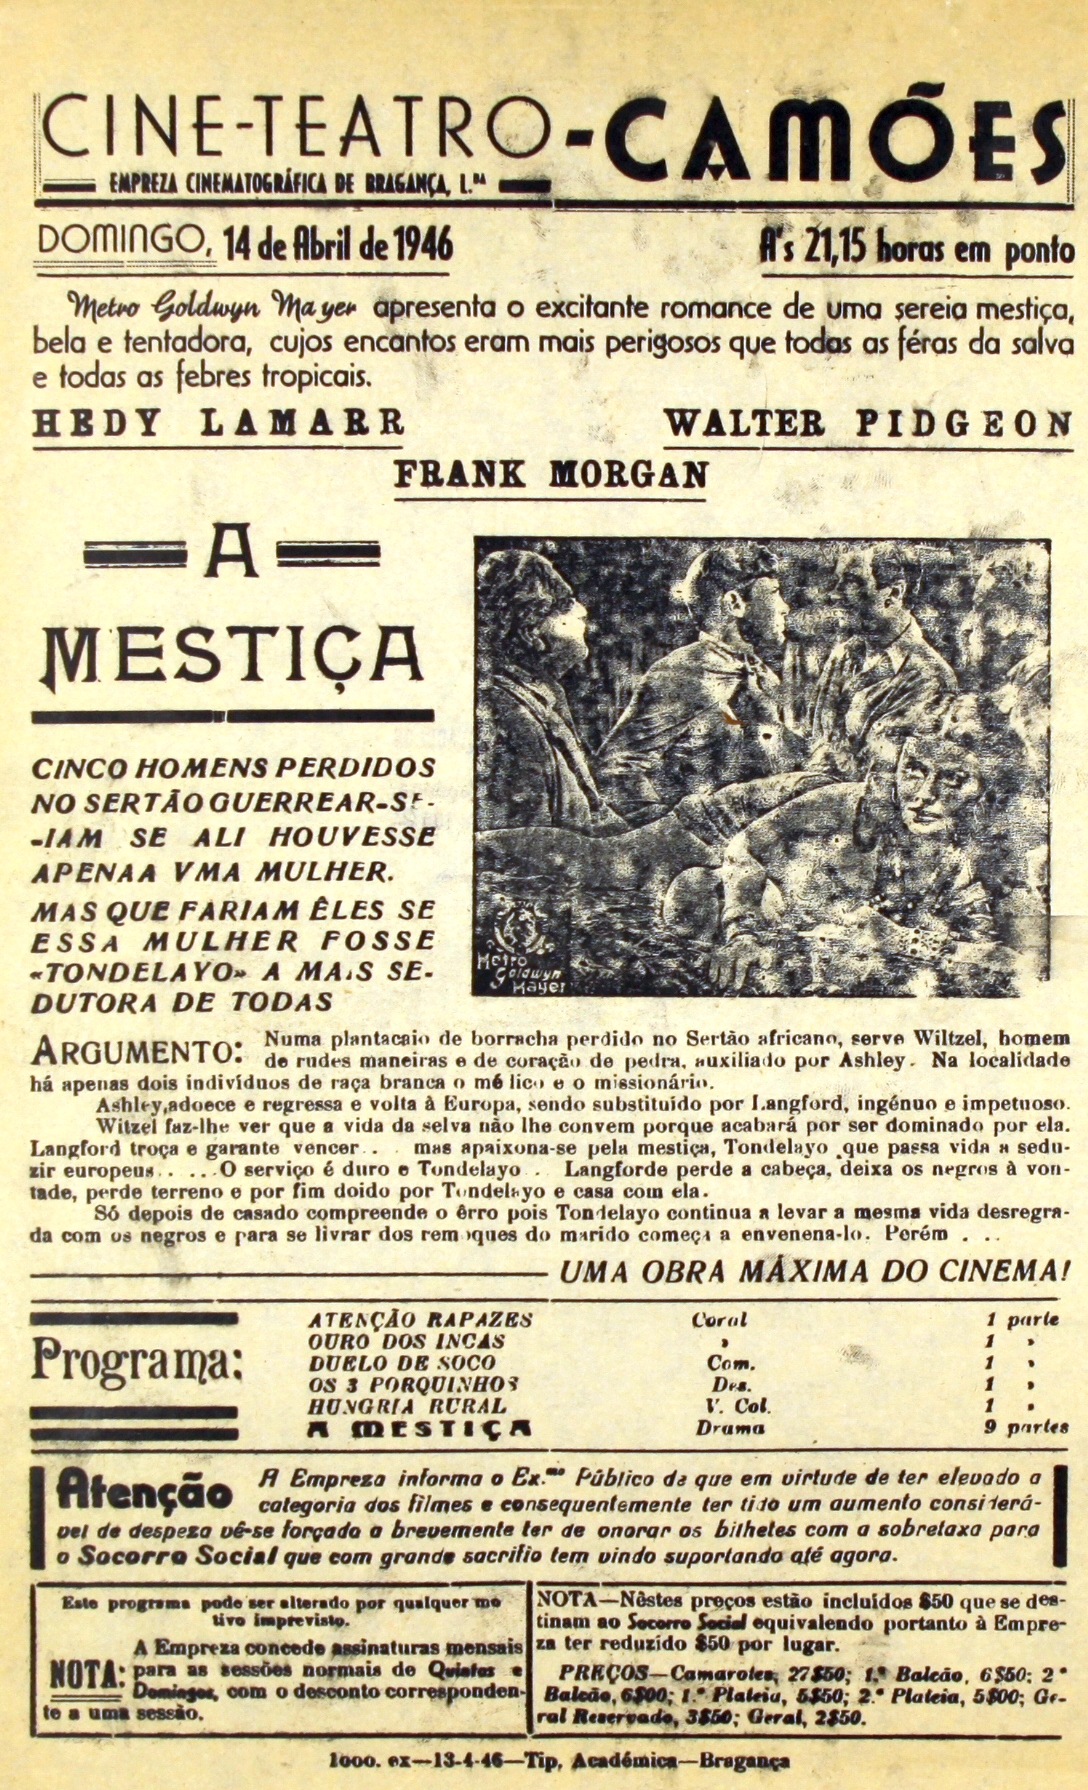 CINE-TEATRO-CAMÕES
EMPREZA CINEMATOGRÁFICA DE BRAGANÇA, L.DA
DOMINGO, 14 de Abril de 1946 A's 21,15 horas em ponto
Metro Goldwyn Mayer apresenta o excitante romance de uma sereia mestiça,
bela e tentadora, cujos encantos eram mais perigosos que todas as féras da salva
e todas as febres tropicais.
HEDY LAMARR WALTER PIDGEON
FRANK MORGAN
A
MESTIÇA
CINCO HOMENS PERDIDOS
NO SERTÃO GUERREAR-SE-
-IAM SE ALI HOUVESSE
APENAA VMA MULHER.
MAS QUE FARIAM ÊLES SE
ESSA MULHER FOSSE
«TONDELAYO» A MAIS SE-
DUTORA DE TODAS
Metro
Goldwyn
Mayer
ARGUMENTO: Numa plantacaio de borracha perdido no Sertão africano, serve Wiltzel, homem
de rudes maneiras e de coração de pedra, auxiliado por Ashley. Na localidade
há apenas dois indivíduos de raça branca o médico e o missionário.
Ashley,adoece e regressa e volta à Europa, sendo substituído por Langford, ingénuo e impetuoso.
Witzel faz-lhe ver que a vida da selva não lhe convem porque acabará por ser dominado por ela.
Langford troça e garante vencer . . mas apaixona-se pela mestiça, Tondelayo que passa vida a sedu-
zir europeus . . ...O serviço é duro e Tondelayo . Langforde perde a cabeça, deixa os negros à von-
tade, perde terreno e por fim doido por Tondelayo e casa com ela.
Só depois de casado compreende o êrro pois Tondelayo continua a levar a mesma vida desregra-
da com os negros e para se livrar dos remoques do marido começa a envenena-lo. Porém . ..
UMA OBRA MÁXIMA DO CINEMA!
Programa:
ATENÇÃO RAPAZES Coral 1 parte
OURO DOS INCAS » 1 »
DUELO DE SOCO Com. 1 »
OS 3 PORQUINHOS Des. 1 »
HUNGRIA RURAL V. Col. 1 »
A MESTIÇA Drama 9 partes
Atenção A Empreza informa o Ex.mo Público de que em virtude de ter elevado a
categoria dos filmes e consequentemente ter tido um aumento considerá-
vel de despeza vê-se forçada a brevemente ter de onorar os bilhetes com a sobretaxa para
o Socorro Social que com grande sacrifio tem vindo suportando até agora.
Este programa pode ser alterado por qualquer mo
tivo imprevisto.
NOTA: A Empreza concede assinaturas mensais
para as sessões normais de Quintas e
Domingos, com o desconto corresponden-
te a uma sessão.
NOTA—Nêstes preços estão incluidos $50 que se des-
tinam ao Socorro Social equivalendo portanto à Empre-
za ter reduzido $50 por lugar.
PREÇOS—Camarotes, 27$50; 1.º Balcão, 6$50; 2º
Balcão, 6$00; 1.ª Plateia, 5$50; 2.ª Plateia, 5$00; Ge-
ral Reservado, 3$50; Geral, 2$50.
1000. ex—13-4-46—Tip. Académica—Bragança